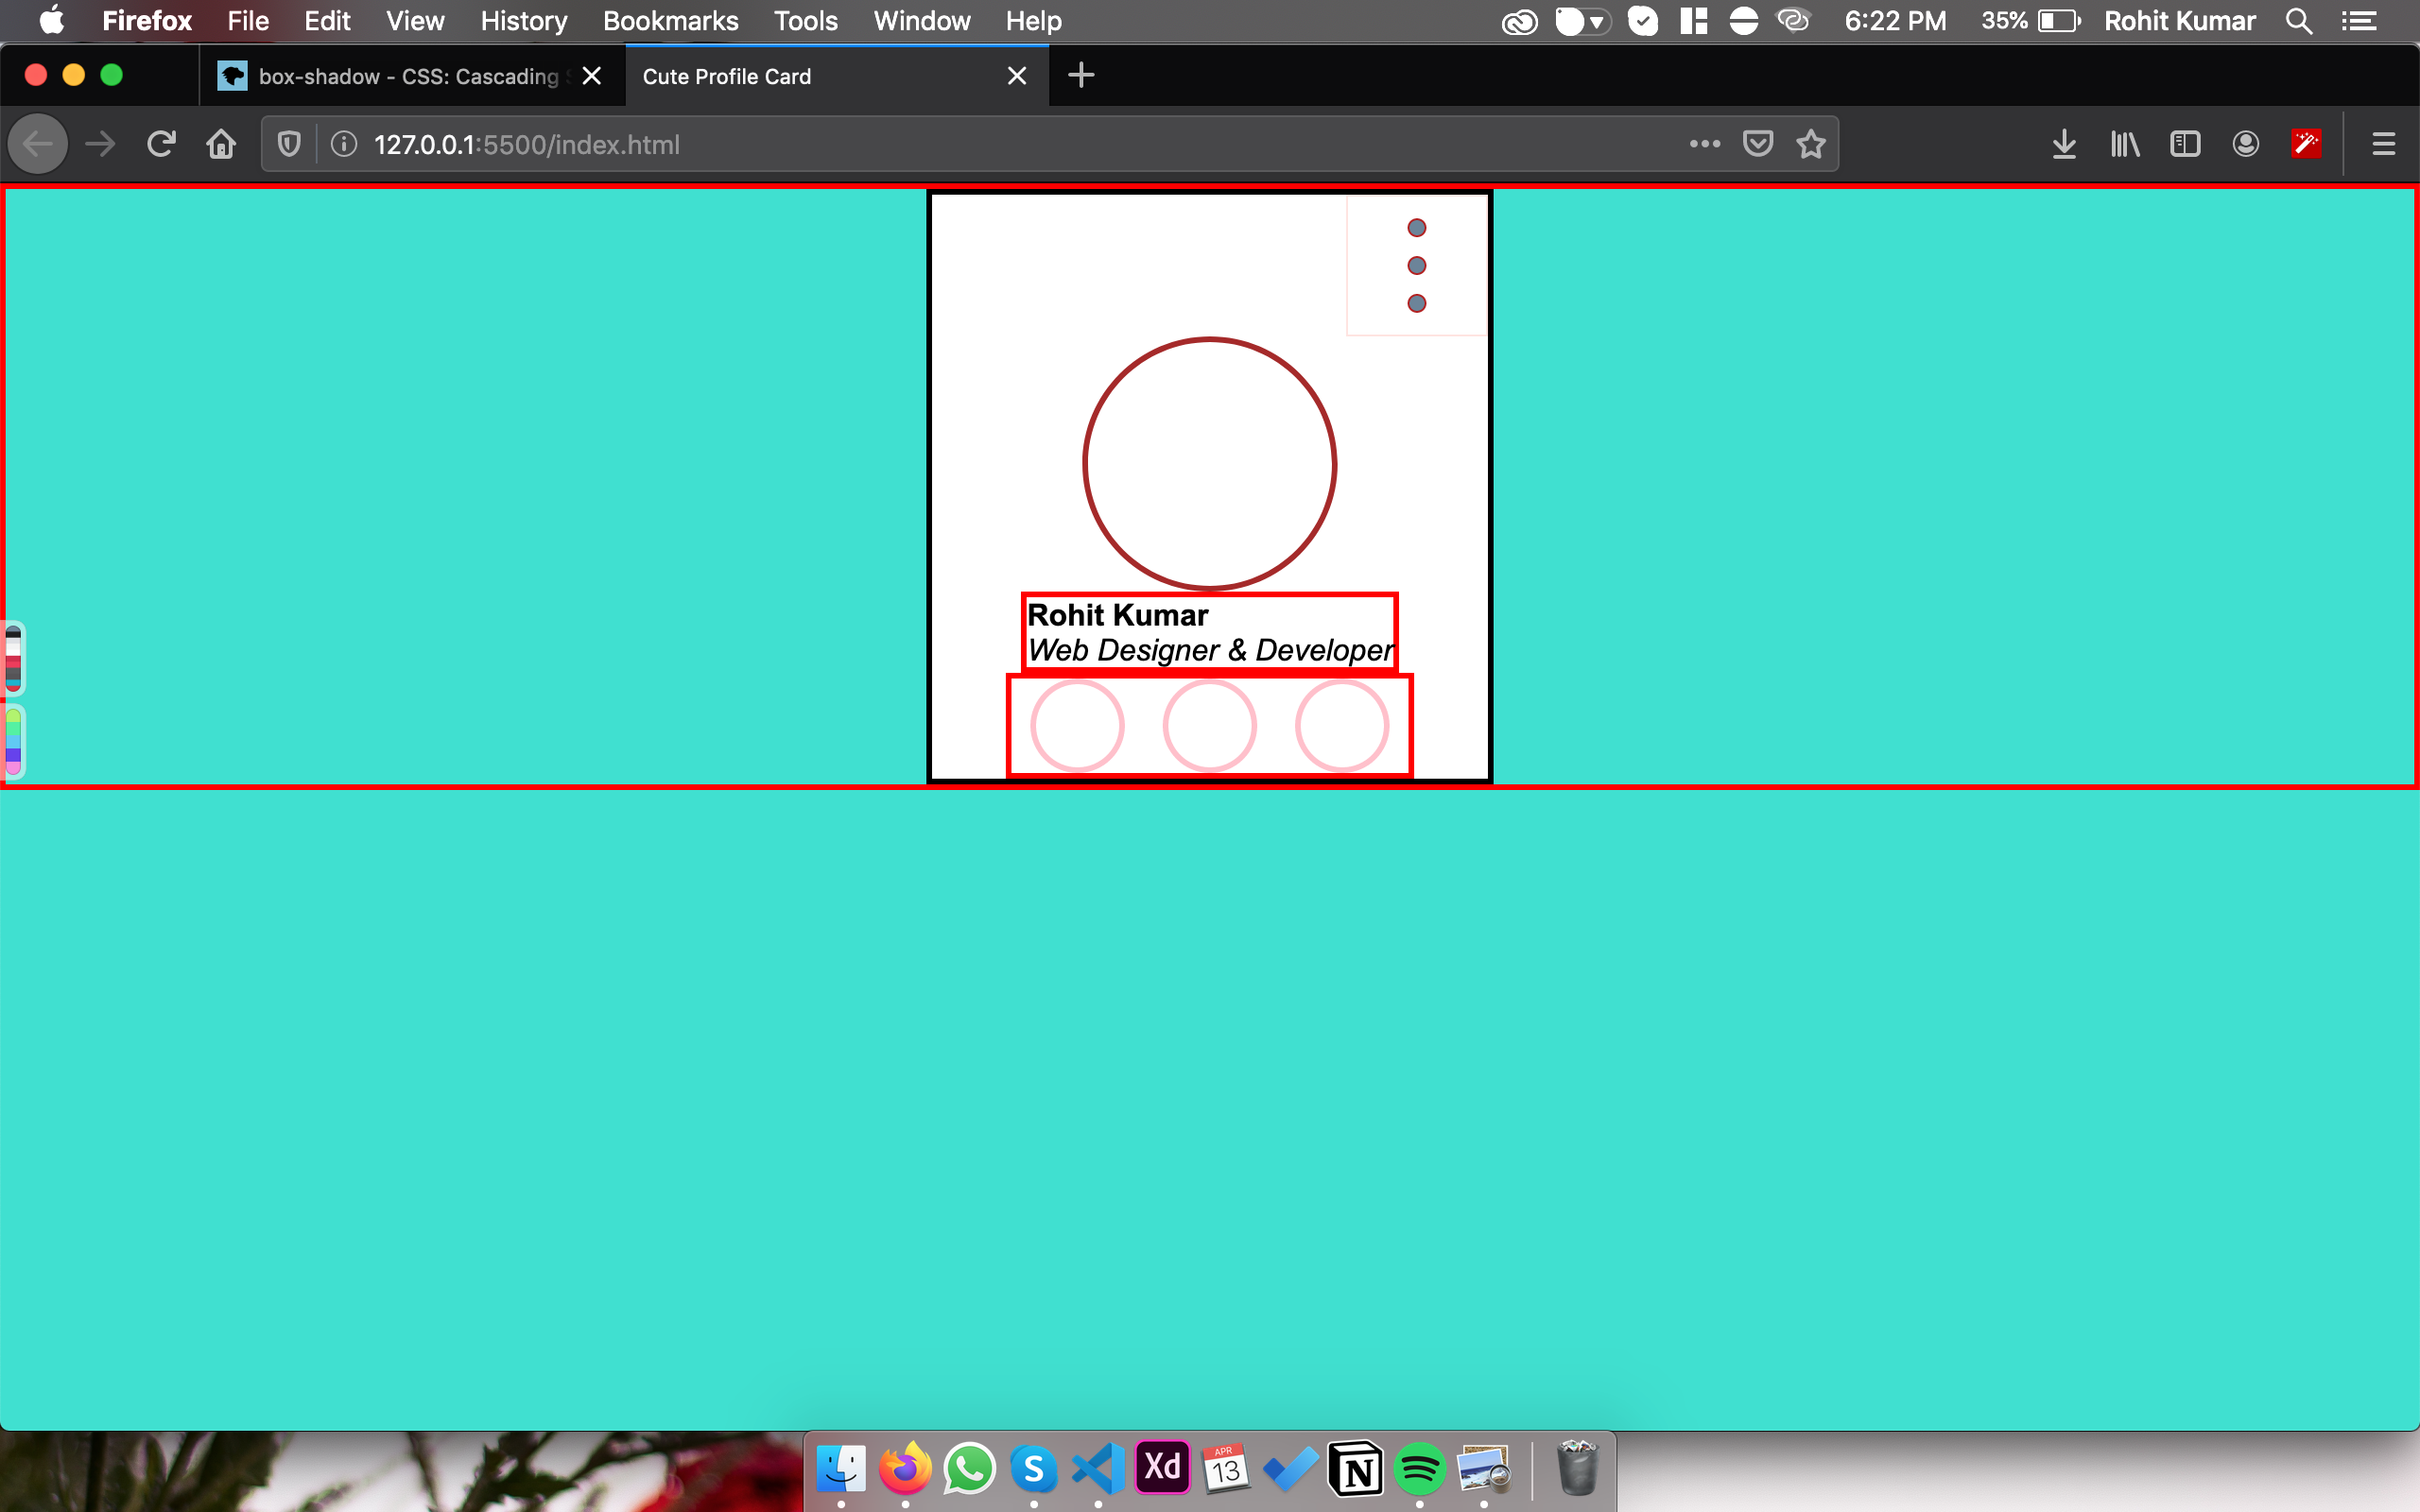 Firefox File Edit View History Bookmarks Tools Window Help 6:22 PM 35% Rohit Kumar
box-shadow - CSS: Cascading Cute Profile Card
127.0.0.1:5500/index.html
Rohit Kumar
Web Designer & Developer
S Xd APR 13 N